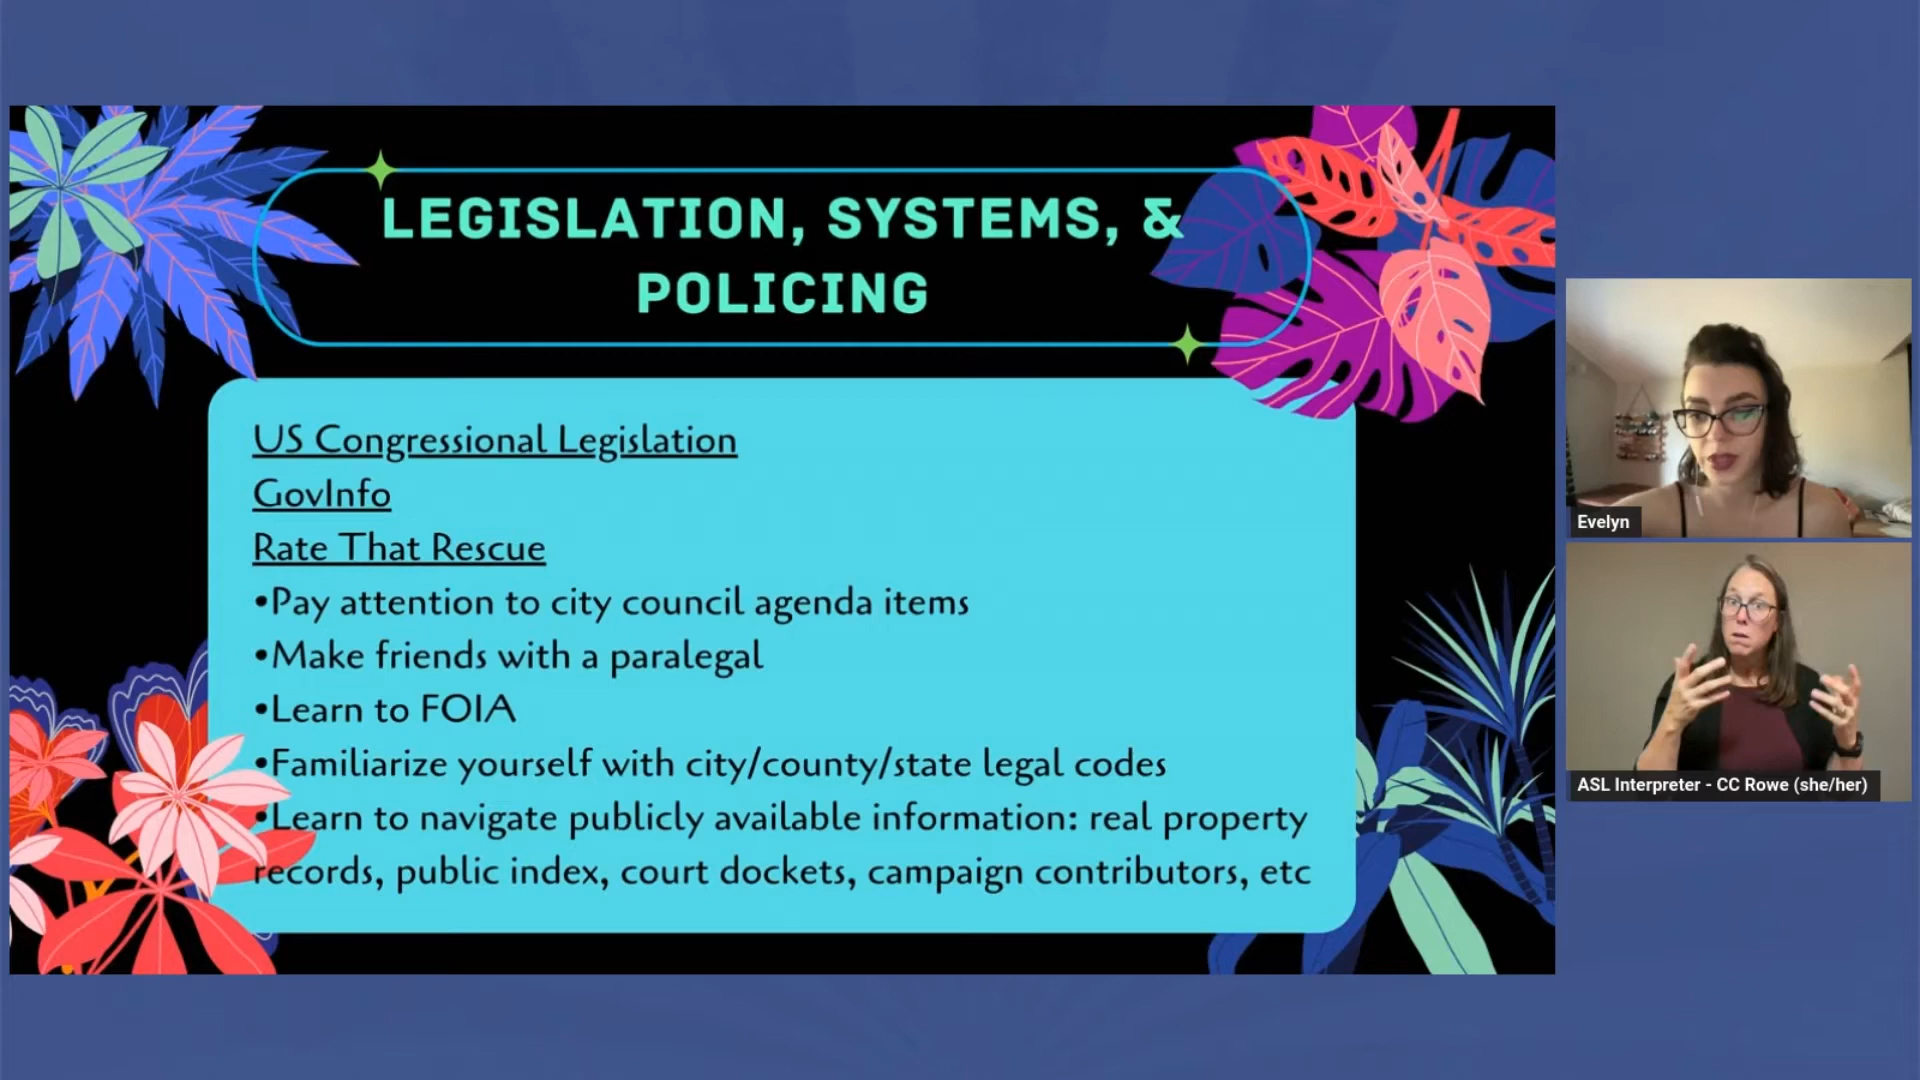 LEGISLATION, SYSTEMS, &
POLICING
US Congressional Legislation
GovInfo
Rate That Rescue
•Pay attention to city council agenda items
•Make friends with a paralegal
•Learn to FOIA
•Familiarize yourself with city/county/state legal codes
•Learn to navigate publicly available information: real property
records, public index, court dockets, campaign contributors, etc
Evelyn
ASL Interpreter - CC Rowe (she/her)